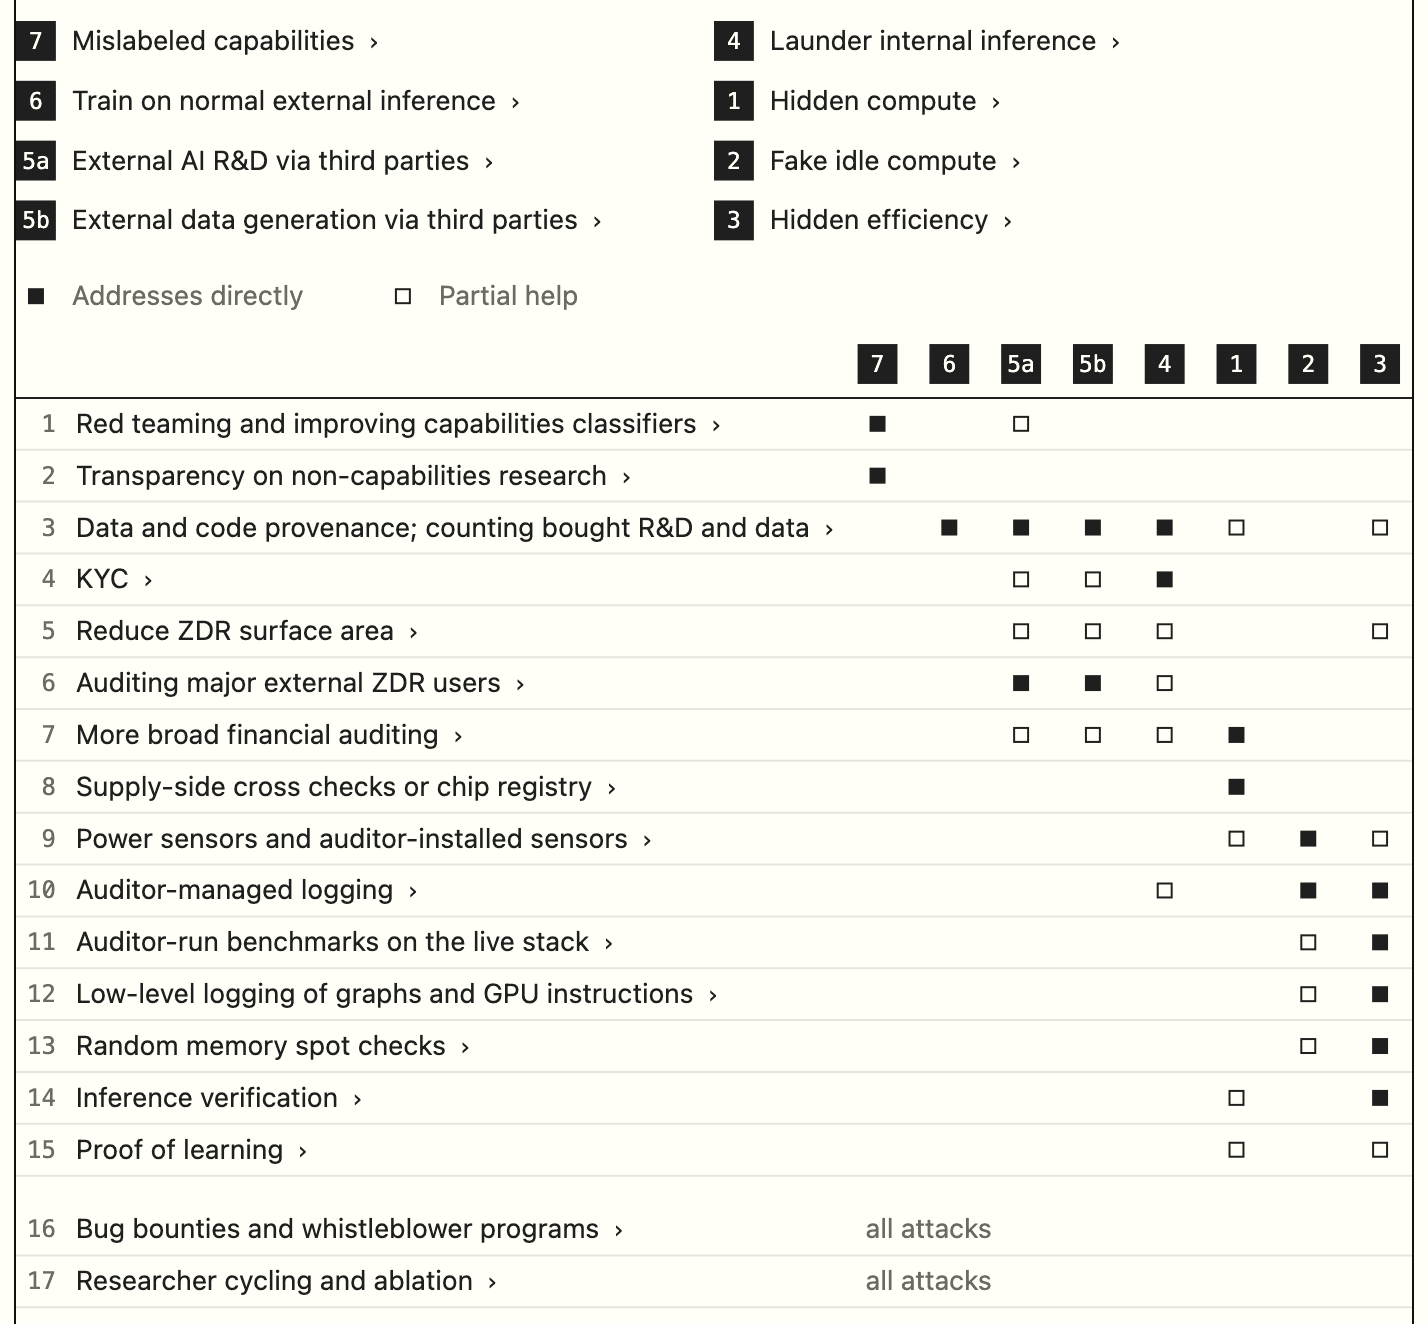 7 Mislabeled capabilities ›
4 Launder internal inference ›
6 Train on normal external inference ›
1 Hidden compute ›
5a External AI R&D via third parties ›
2 Fake idle compute ›
5b External data generation via third parties ›
3 Hidden efficiency ›
■ Addresses directly □ Partial help
7 6 5a 5b 4 1 2 3
1 Red teaming and improving capabilities classifiers › ■ □
2 Transparency on non-capabilities research › ■
3 Data and code provenance; counting bought R&D and data › ■ ■ ■ ■ □ □
4 KYC › □ □ ■
5 Reduce ZDR surface area › □ □ □ □
6 Auditing major external ZDR users › ■ ■ □
7 More broad financial auditing › □ □ □ ■
8 Supply-side cross checks or chip registry › ■
9 Power sensors and auditor-installed sensors › □ ■ □
10 Auditor-managed logging › □ ■ ■
11 Auditor-run benchmarks on the live stack › □ ■
12 Low-level logging of graphs and GPU instructions › □ ■
13 Random memory spot checks › □ ■
14 Inference verification › □ ■
15 Proof of learning › □ □
16 Bug bounties and whistleblower programs › all attacks
17 Researcher cycling and ablation › all attacks